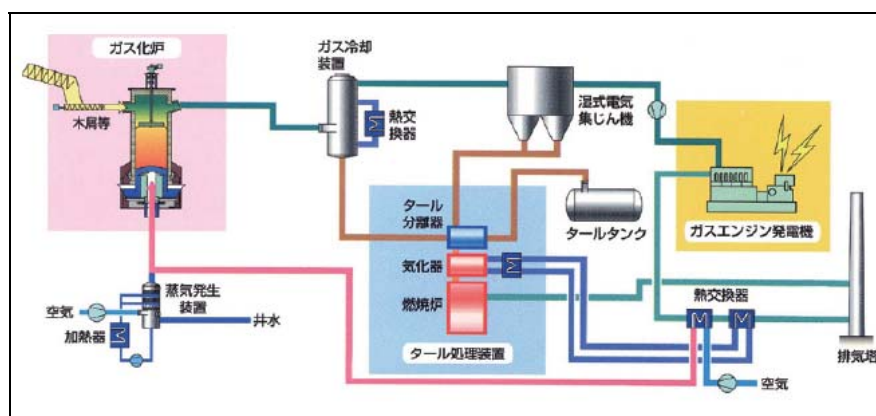 ガス化炉
木屑等
ガス冷却
装置
熱交
換器
湿式電気
集じん機
タール
分離器
タールタンク
ガスエンジン発電機
気化器
燃焼炉
タール処理装置
熱交換器
排気塔
空気
蒸気発生
装置
空気
加熱器
井水